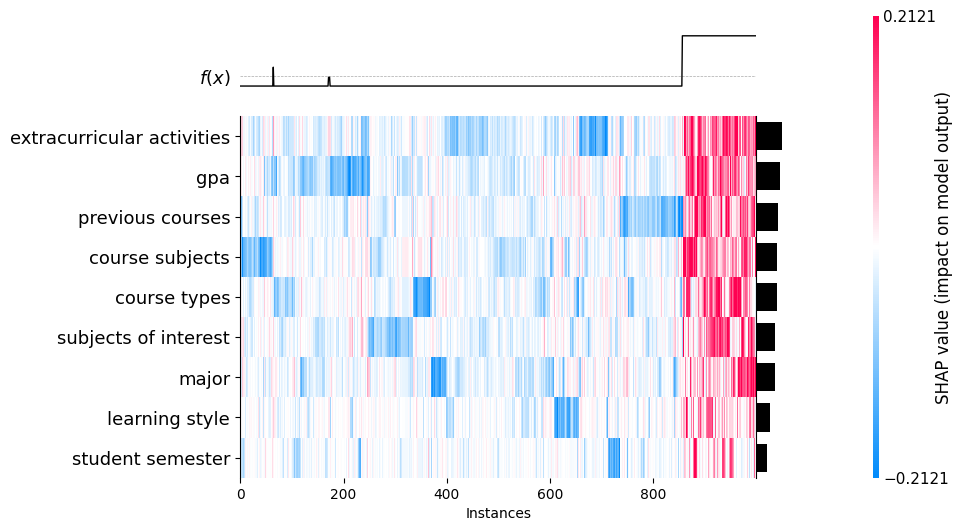 0.2121
f(x)
extracurricular activities
gpa
previous courses
course subjects
course types
subjects of interest
major
learning style
student semester
0 200 400 600 800
Instances
−0.2121
SHAP value (impact on model output)